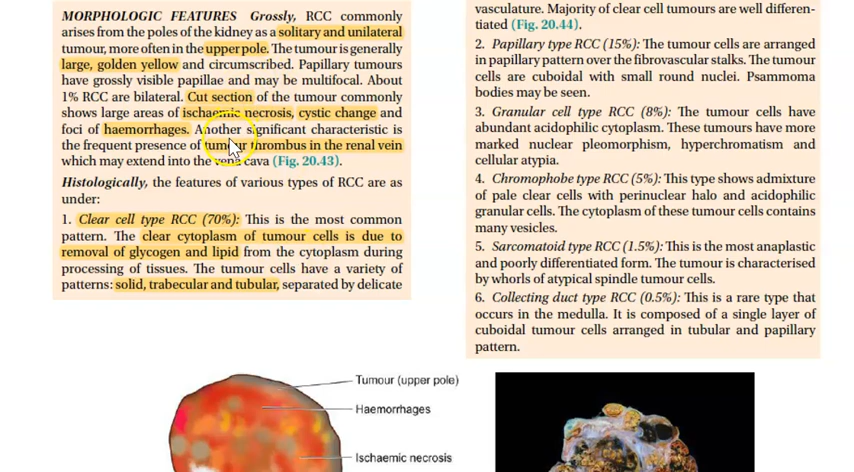 MORPHOLOGIC FEATURES Grossly, RCC commonly
arises from the poles of the kidney as a solitary and unilateral
tumour, more often in the upper pole. The tumour is generally
large, golden yellow and circumscribed. Papillary tumours
have grossly visible papillae and may be multifocal. About
1% RCC are bilateral. Cut section of the tumour commonly
shows large areas of ischaemic necrosis, cystic change and
foci of haemorrhages. Another significant characteristic is
the frequent presence of tumour thrombus in the renal vein
which may extend into the vena cava (Fig. 20.43).
Histologically, the features of various types of RCC are as
under:
1. Clear cell type RCC (70%): This is the most common
pattern. The clear cytoplasm of tumour cells is due to
removal of glycogen and lipid from the cytoplasm during
processing of tissues. The tumour cells have a variety of
patterns: solid, trabecular and tubular, separated by delicate
vasculature. Majority of clear cell tumours are well differen-
tiated (Fig. 20.44).
2. Papillary type RCC (15%): The tumour cells are arranged
in papillary pattern over the fibrovascular stalks. The tumour
cells are cuboidal with small round nuclei. Psammoma
bodies may be seen.
3. Granular cell type RCC (8%): The tumour cells have
abundant acidophilic cytoplasm. These tumours have more
marked nuclear pleomorphism, hyperchromatism and
cellular atypia.
4. Chromophobe type RCC (5%): This type shows admixture
of pale clear cells with perinuclear halo and acidophilic
granular cells. The cytoplasm of these tumour cells contains
many vesicles.
5. Sarcomatoid type RCC (1.5%): This is the most anaplastic
and poorly differentiated form. The tumour is characterised
by whorls of atypical spindle tumour cells.
6. Collecting duct type RCC (0.5%): This is a rare type that
occurs in the medulla. It is composed of a single layer of
cuboidal tumour cells arranged in tubular and papillary
pattern.
Tumour (upper pole)
Haemorrhages
Ischaemic necrosis